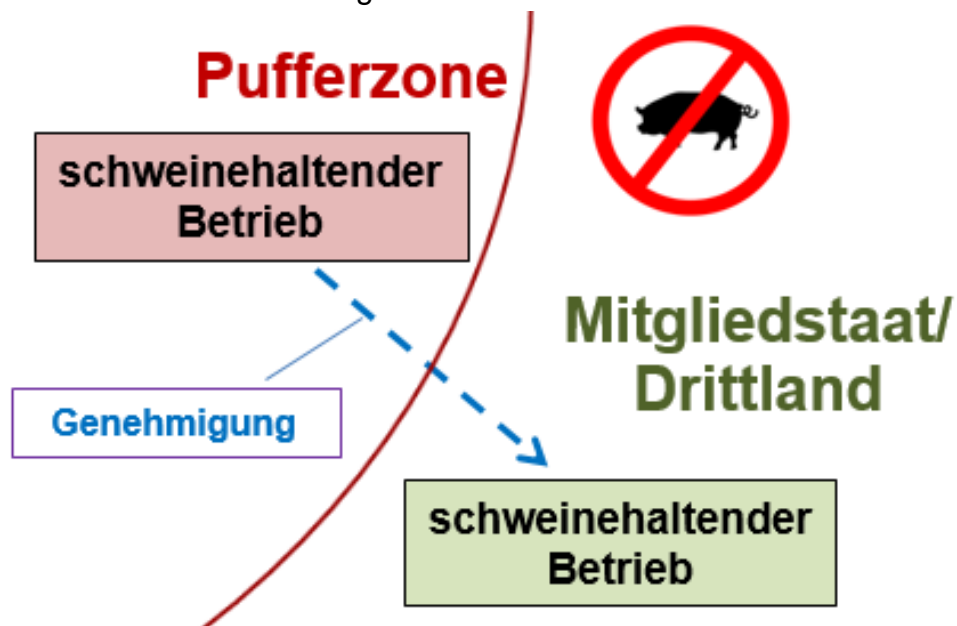 Pufferzone
schweinehaltender
Betrieb
Mitgliedstaat/
Drittland
Genehmigung
schweinehaltender
Betrieb